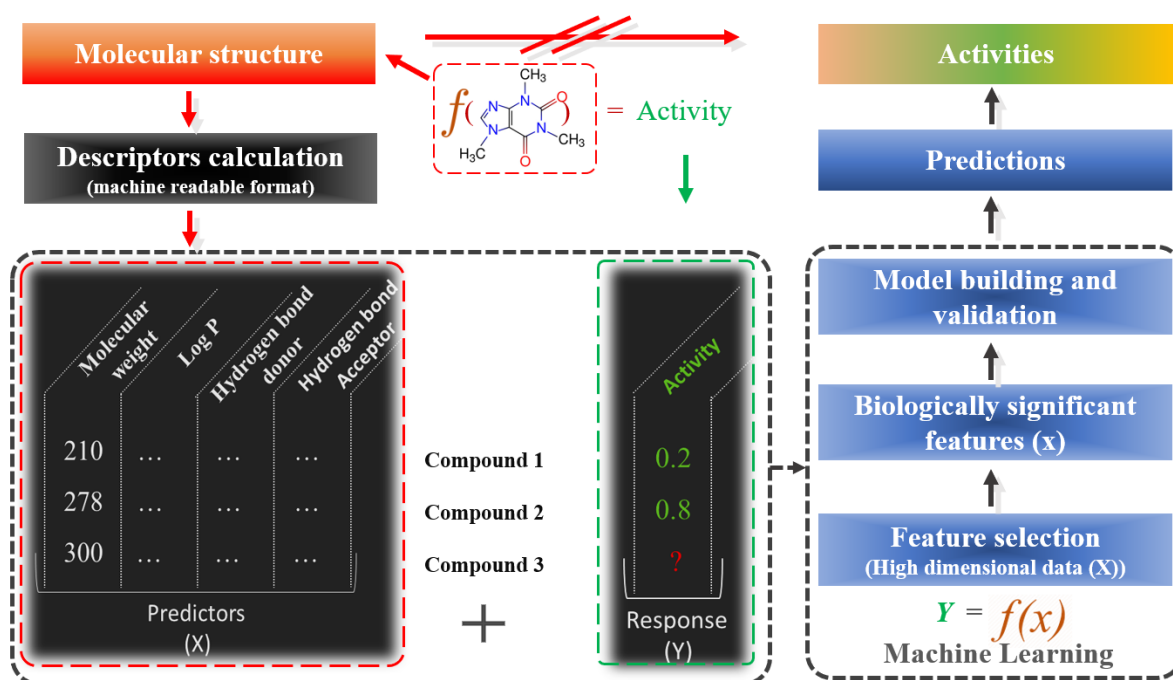 Molecular structure
Activities
f( CH₃ N N N N O O H₃C CH₃ ) = Activity
Descriptors calculation
(machine readable format)
Predictions
Molecular
weight
Log P
Hydrogen bond
donor
Hydrogen bond
Acceptor
Activity
210 ... ... ... Compound 1 0.2
278 ... ... ... Compound 2 0.8
300 ... ... ... Compound 3 ?
Predictors
(X)
+
Response
(Y)
Model building and
validation
Biologically significant
features (x)
Feature selection
(High dimensional data (X))
Y = f(x)
Machine Learning